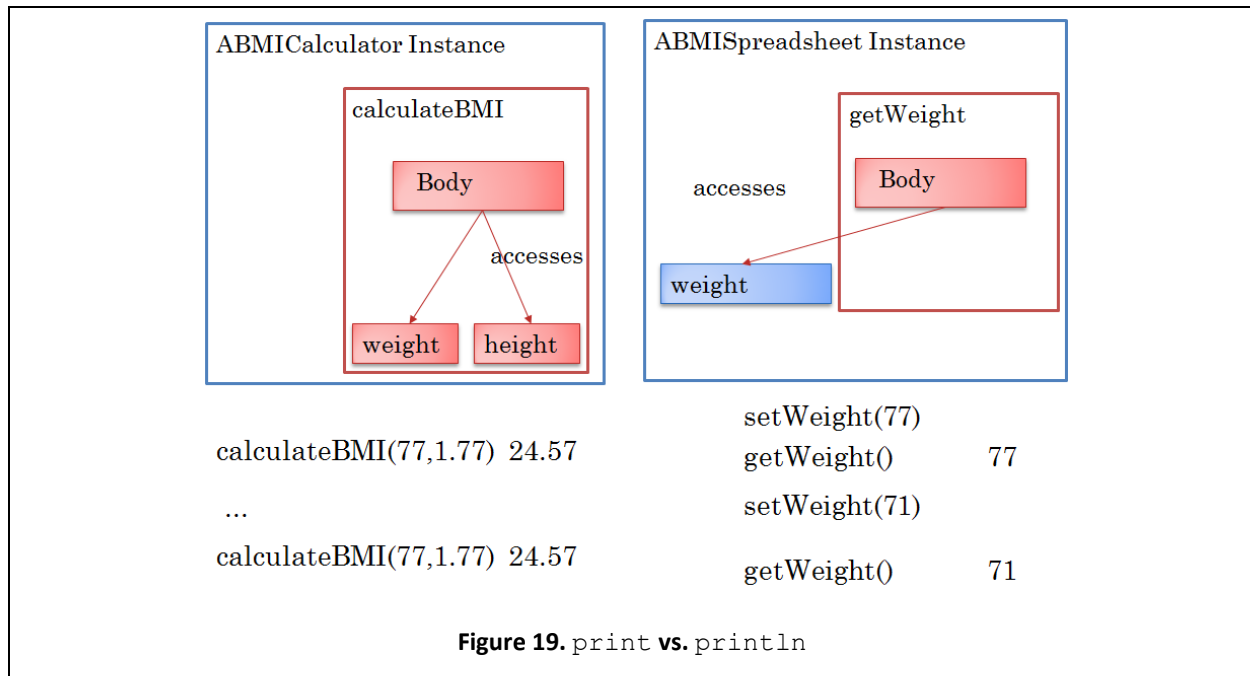 ABMICalculator Instance
calculateBMI
Body
accesses
weight
height
ABMISpreadsheet Instance
getWeight
Body
accesses
weight
calculateBMI(77,1.77) 24.57
...
calculateBMI(77,1.77) 24.57
setWeight(77)
getWeight() 77
setWeight(71)
getWeight() 71
Figure 19. print vs. println